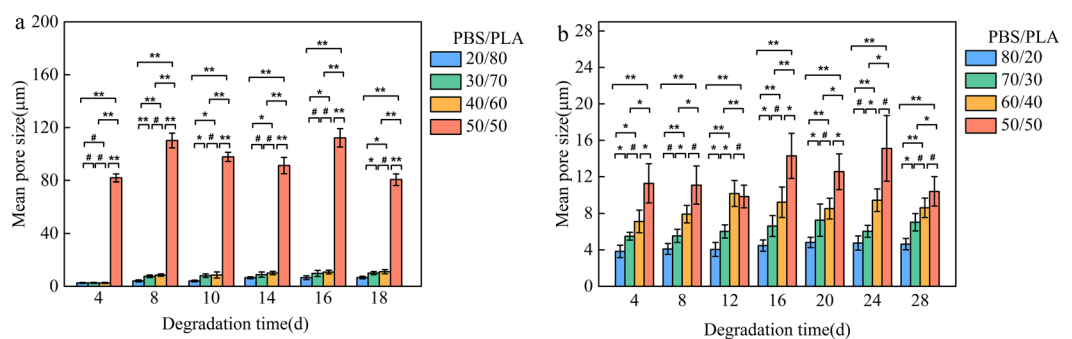 a
200
160
120
80
40
0
Mean pore size(μm)
PBS/PLA
20/80
30/70
40/60
50/50
** ** ** ** **
** ** ** ** **
** # ** ** * ** * ** * ** * **
# # ** ** # ** * # ** # # ** # # ** * # **
4 8 10 14 16 18
Degradation time(d)
b
28
24
20
16
12
8
4
0
Mean pore size(μm)
PBS/PLA
80/20
70/30
60/40
50/50
** ** ** ** ** ** **
* * ** ** ** * *
* ** ** ** ** ** **
* # * # * # * * # * # * * # * # * # * # #
4 8 12 16 20 24 28
Degradation time(d)